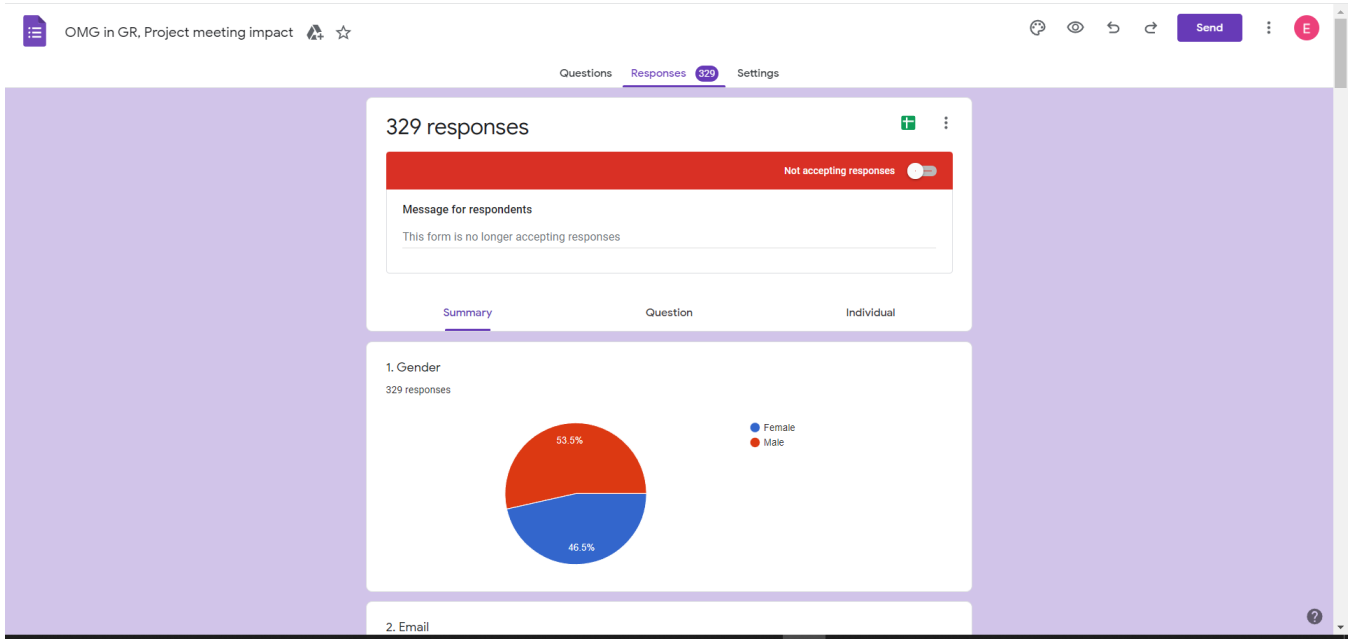 OMG in GR, Project meeting impact
Send
E
Questions Responses 329 Settings
329 responses
Not accepting responses
Message for respondents
This form is no longer accepting responses
Summary Question Individual
1. Gender
329 responses
Female
Male
53.5%
46.5%
2. Email